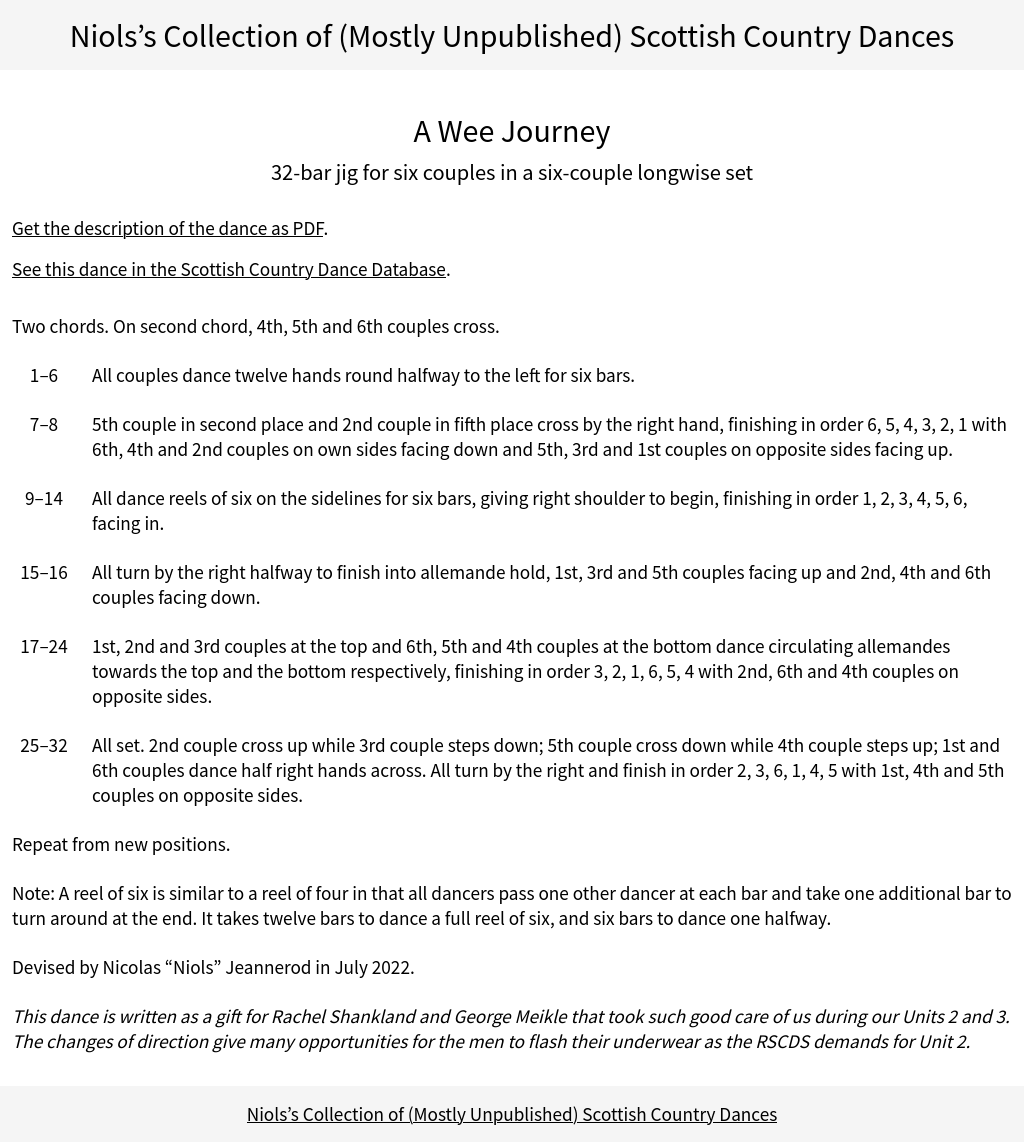 Niols’s Collection of (Mostly Unpublished) Scottish Country Dances
A Wee Journey
32-bar jig for six couples in a six-couple longwise set
Get the description of the dance as PDF.
See this dance in the Scottish Country Dance Database.
Two chords. On second chord, 4th, 5th and 6th couples cross.
1–6 All couples dance twelve hands round halfway to the left for six bars.
7–8 5th couple in second place and 2nd couple in fifth place cross by the right hand, finishing in order 6, 5, 4, 3, 2, 1 with
6th, 4th and 2nd couples on own sides facing down and 5th, 3rd and 1st couples on opposite sides facing up.
9–14 All dance reels of six on the sidelines for six bars, giving right shoulder to begin, finishing in order 1, 2, 3, 4, 5, 6,
facing in.
15–16 All turn by the right halfway to finish into allemande hold, 1st, 3rd and 5th couples facing up and 2nd, 4th and 6th
couples facing down.
17–24 1st, 2nd and 3rd couples at the top and 6th, 5th and 4th couples at the bottom dance circulating allemandes
towards the top and the bottom respectively, finishing in order 3, 2, 1, 6, 5, 4 with 2nd, 6th and 4th couples on
opposite sides.
25–32 All set. 2nd couple cross up while 3rd couple steps down; 5th couple cross down while 4th couple steps up; 1st and
6th couples dance half right hands across. All turn by the right and finish in order 2, 3, 6, 1, 4, 5 with 1st, 4th and 5th
couples on opposite sides.
Repeat from new positions.
Note: A reel of six is similar to a reel of four in that all dancers pass one other dancer at each bar and take one additional bar to
turn around at the end. It takes twelve bars to dance a full reel of six, and six bars to dance one halfway.
Devised by Nicolas “Niols” Jeannerod in July 2022.
This dance is written as a gift for Rachel Shankland and George Meikle that took such good care of us during our Units 2 and 3.
The changes of direction give many opportunities for the men to flash their underwear as the RSCDS demands for Unit 2.
Niols’s Collection of (Mostly Unpublished) Scottish Country Dances